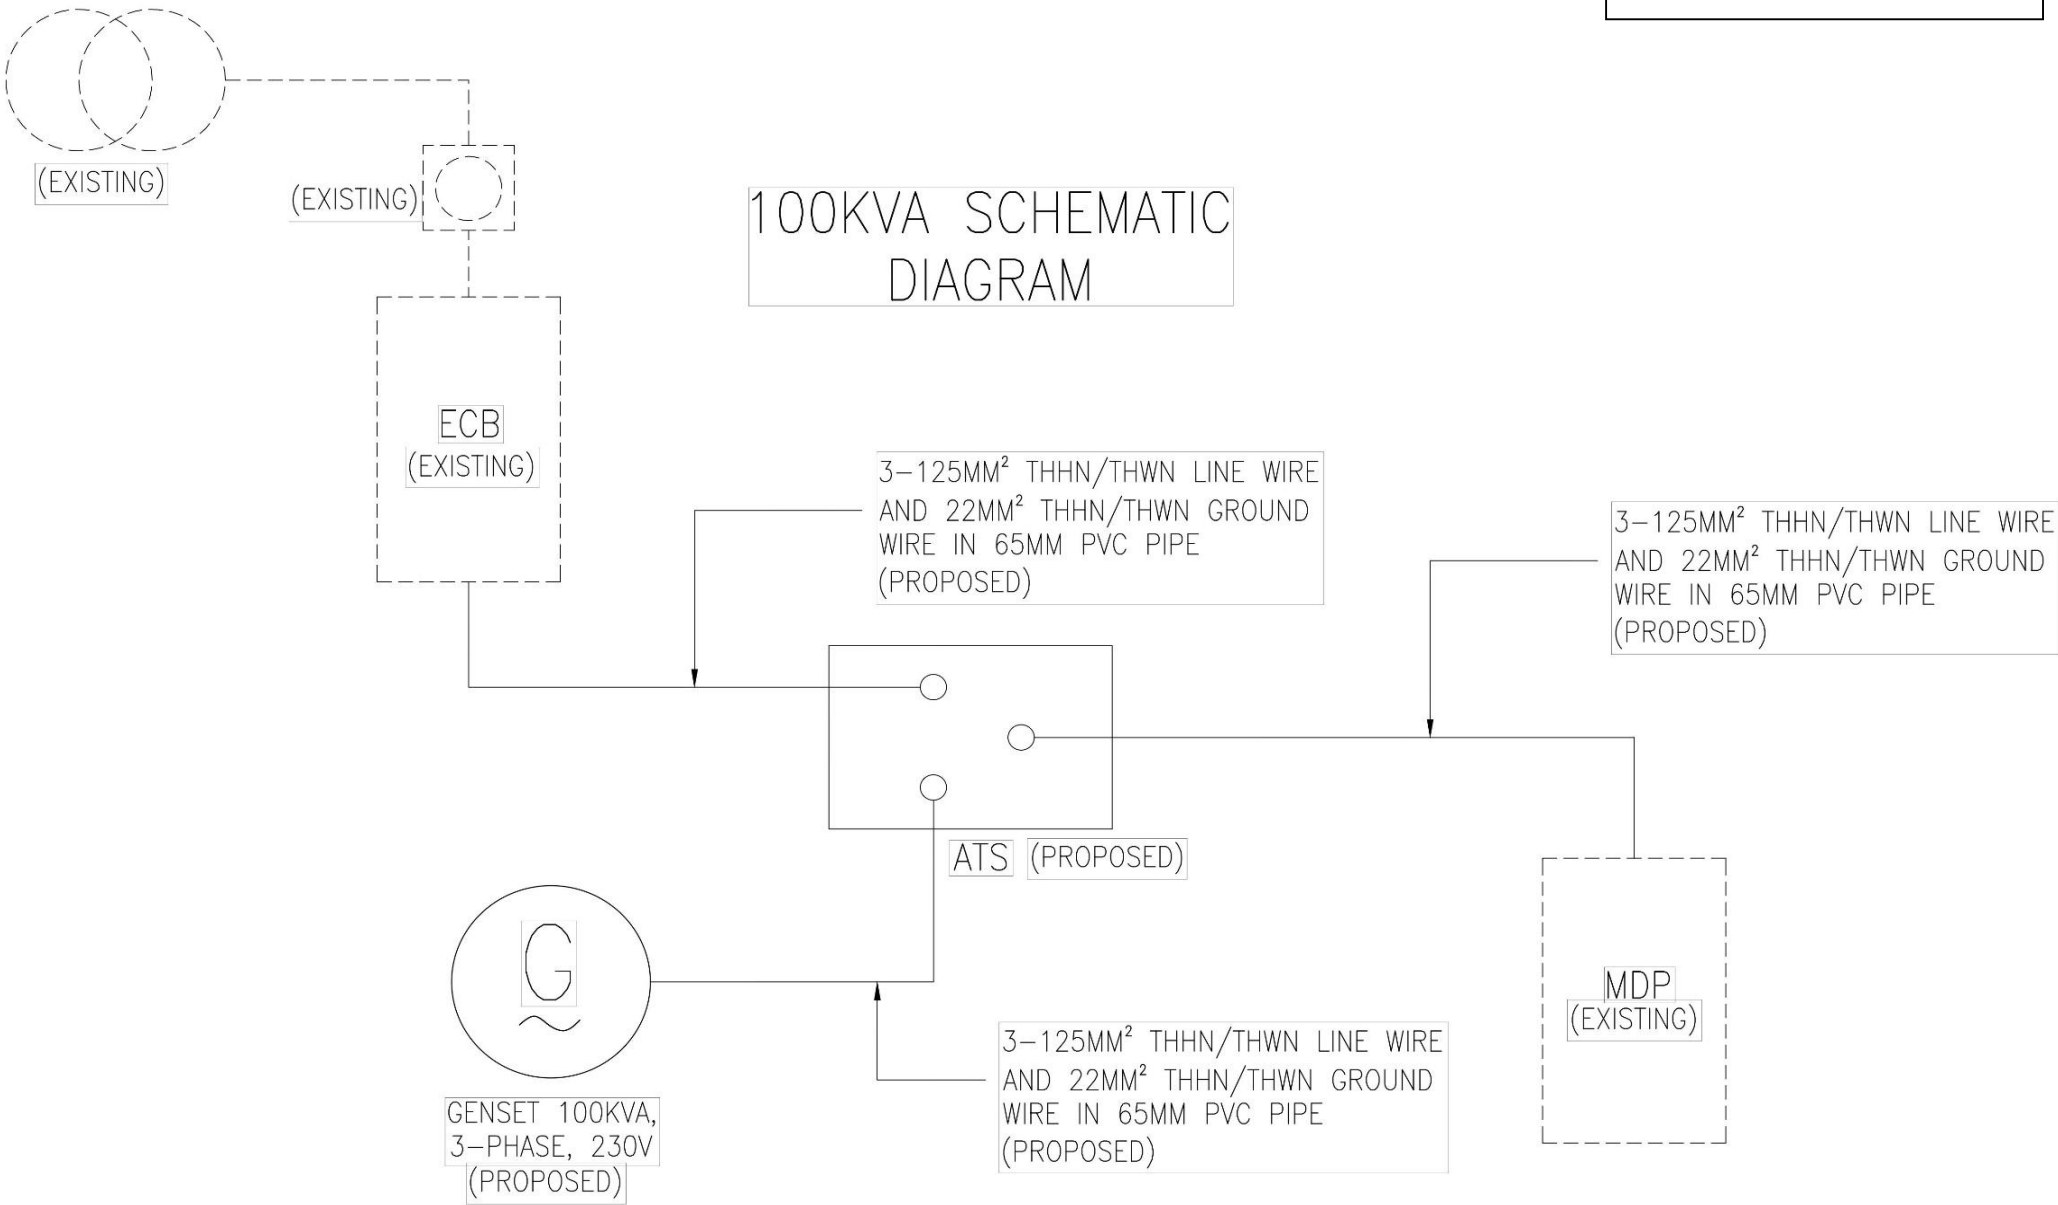 (EXISTING)
(EXISTING)
100KVA SCHEMATIC
DIAGRAM
ECB
(EXISTING)
3-125MM² THHN/THWN LINE WIRE
AND 22MM² THHN/THWN GROUND
WIRE IN 65MM PVC PIPE
(PROPOSED)
3-125MM² THHN/THWN LINE WIRE
AND 22MM² THHN/THWN GROUND
WIRE IN 65MM PVC PIPE
(PROPOSED)
ATS (PROPOSED)
G
GENSET 100KVA,
3-PHASE, 230V
(PROPOSED)
3-125MM² THHN/THWN LINE WIRE
AND 22MM² THHN/THWN GROUND
WIRE IN 65MM PVC PIPE
(PROPOSED)
MDP
(EXISTING)